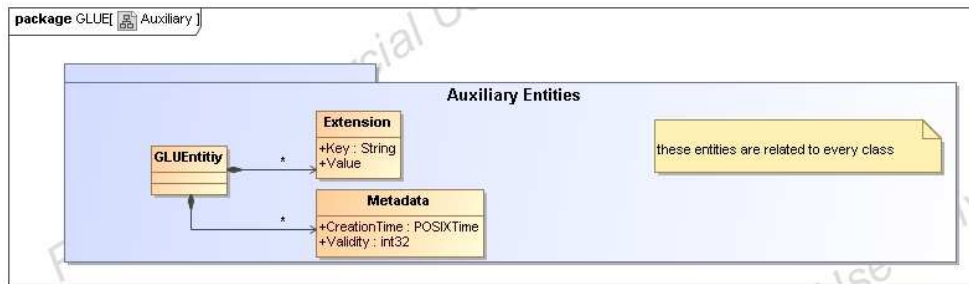 package GLUE[ Auxiliary ]
Auxiliary Entities
Extension
+Key : String
+Value
GLUEntitiy
*
these entities are related to every class
Metadata
+CreationTime : POSIXTime
+Validity : int32
*